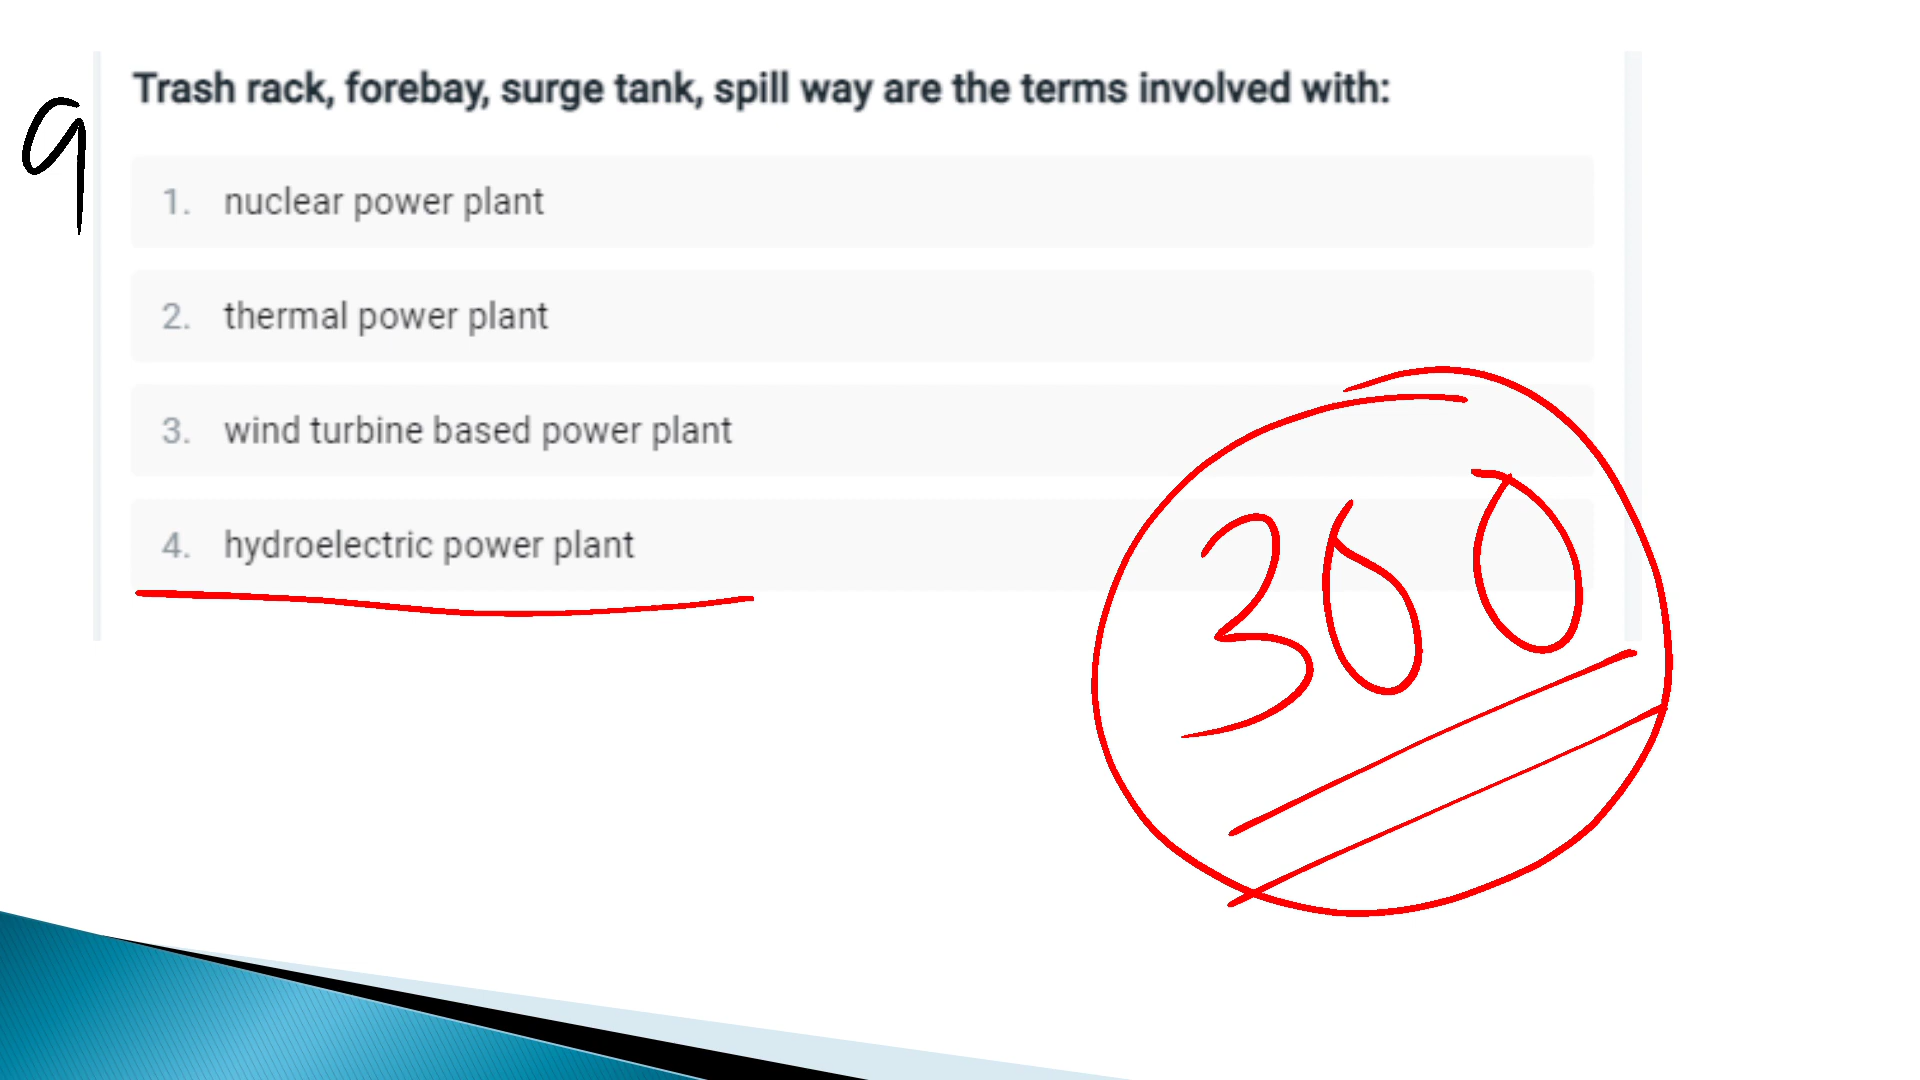 9
Trash rack, forebay, surge tank, spill way are the terms involved with:
1. nuclear power plant
2. thermal power plant
3. wind turbine based power plant
4. hydroelectric power plant
300